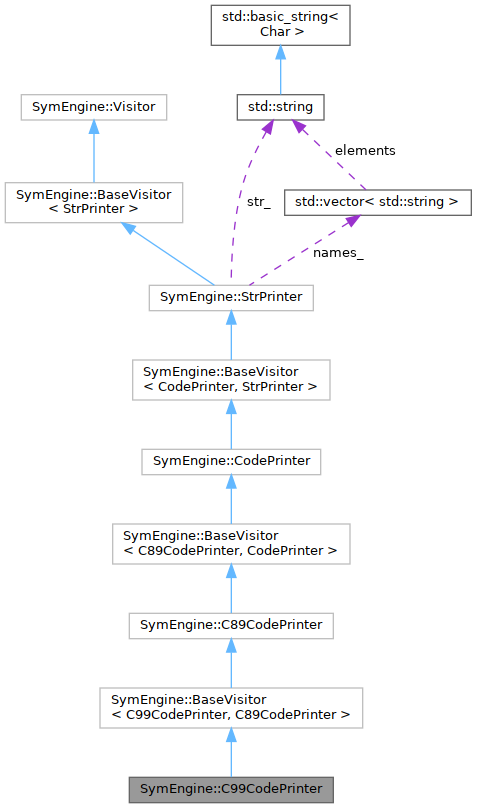 std::basic_string<
Char >
SymEngine::Visitor
std::string
SymEngine::BaseVisitor
< StrPrinter >
elements
str_
std::vector< std::string >
names_
SymEngine::StrPrinter
SymEngine::BaseVisitor
< CodePrinter, StrPrinter >
SymEngine::CodePrinter
SymEngine::BaseVisitor
< C89CodePrinter, CodePrinter >
SymEngine::C89CodePrinter
SymEngine::BaseVisitor
< C99CodePrinter, C89CodePrinter >
SymEngine::C99CodePrinter